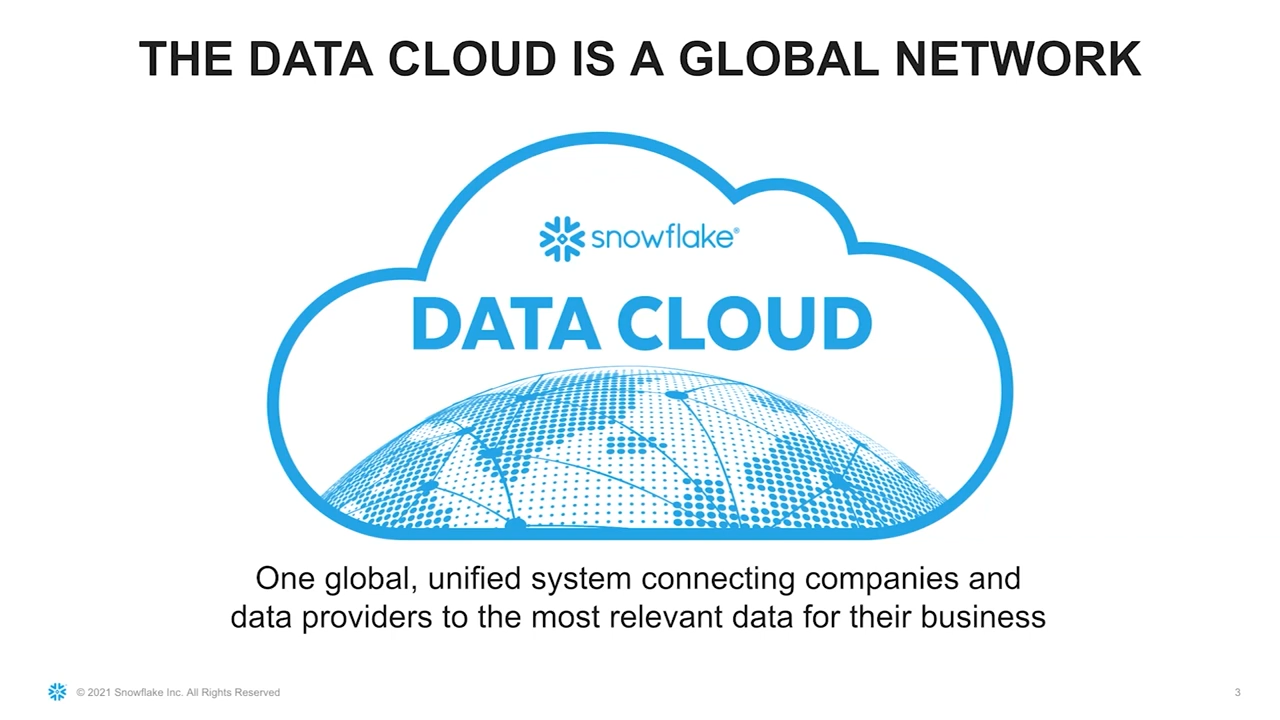 THE DATA CLOUD IS A GLOBAL NETWORK
snowflake®
DATA CLOUD
One global, unified system connecting companies and
data providers to the most relevant data for their business
© 2021 Snowflake Inc. All Rights Reserved
3